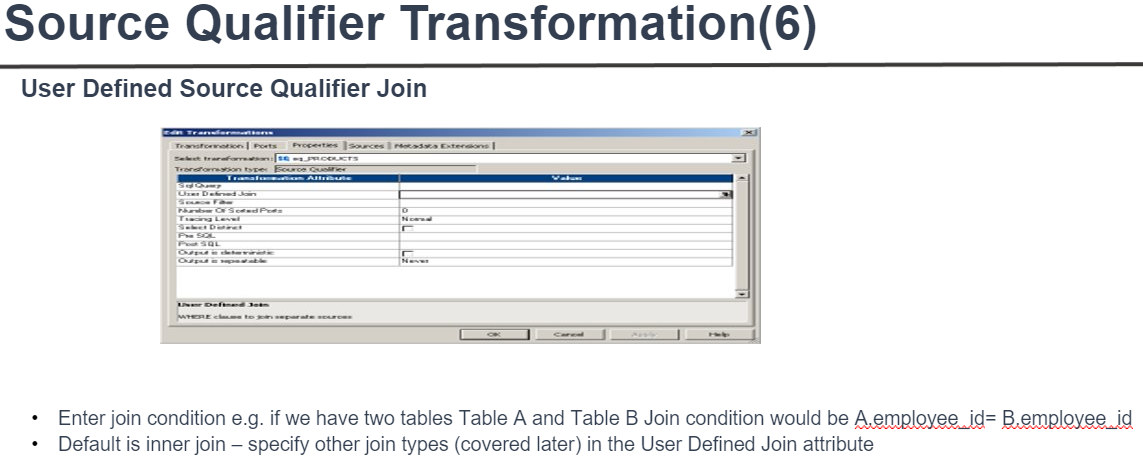 Source Qualifier Transformation(6)
User Defined Source Qualifier Join
Edit Transformations
Transformation Ports Properties Sources Metadata Extensions
Select transformation: sq_PRODUCTS
Transformation type: Source Qualifier
Transformation Attribute Value
Sql Query
User Defined Join
Source Filter
Number Of Sorted Ports 0
Tracing Level Normal
Select Distinct
Pre SQL
Post SQL
Output is deterministic
Output is repeatable Never
User Defined Join
WHERE clause to join separate sources
OK Cancel Apply Help
• Enter join condition e.g. if we have two tables Table A and Table B Join condition would be A.employee_id= B.employee_id
• Default is inner join – specify other join types (covered later) in the User Defined Join attribute